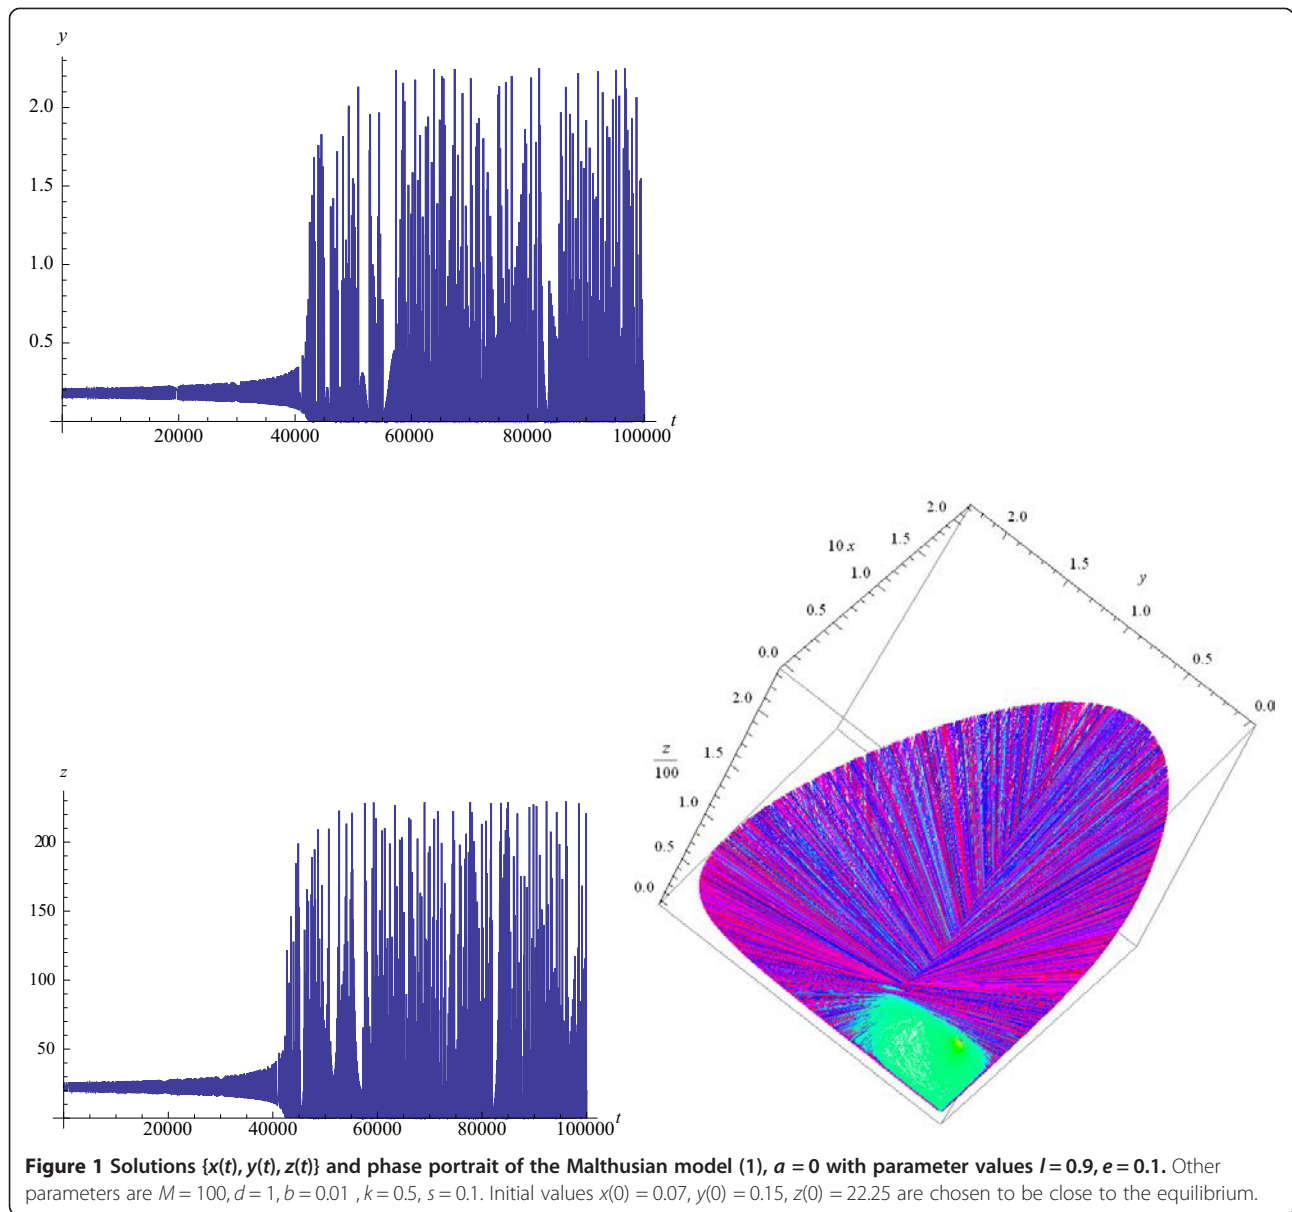 y
2.0
1.5
1.0
0.5
20000 40000 60000 80000 100000 t
2.0 2.0
10 x 1.5 1.5
1.0 y
0.5 1.0
0.0 0.5
2.0 0.0
z/100 1.5
1.0
0.5
0.0
z
200
150
100
50
20000 40000 60000 80000 100000 t
Figure 1 Solutions {x(t), y(t), z(t)} and phase portrait of the Malthusian model (1), a = 0 with parameter values l = 0.9, e = 0.1. Other
parameters are M = 100, d = 1, b = 0.01 , k = 0.5, s = 0.1. Initial values x(0) = 0.07, y(0) = 0.15, z(0) = 22.25 are chosen to be close to the equilibrium.